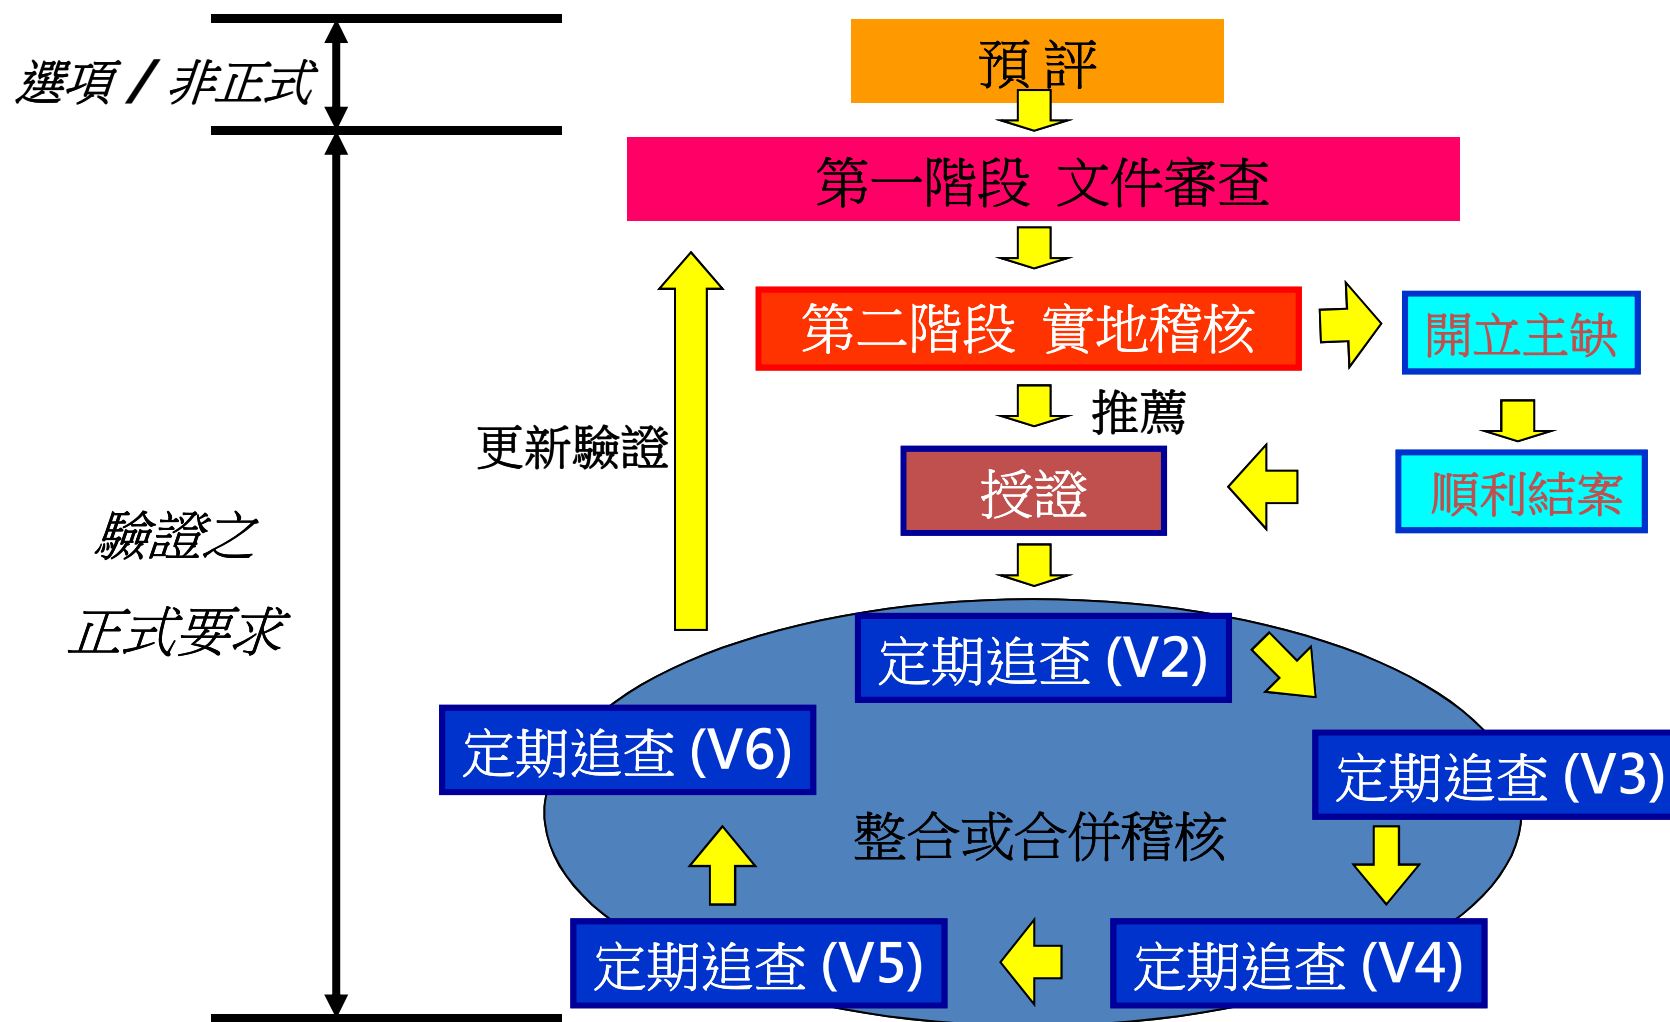 預 評
選項 / 非正式
第一階段 文件審查
第二階段 實地稽核
開立主缺
推薦
更新驗證
授證
順利結案
驗證之
正式要求
定期追查 (V2)
定期追查 (V6)
定期追查 (V3)
整合或合併稽核
定期追查 (V5)
定期追查 (V4)